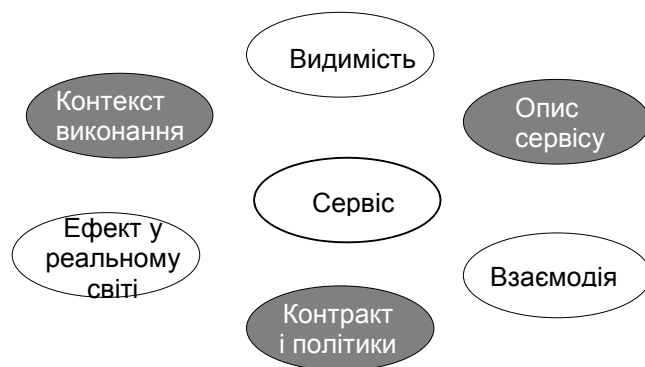 Видимість
Контекст
виконання
Опис
сервісу
Сервіс
Ефект у
реальному
світі
Взаємодія
Контракт
і політики